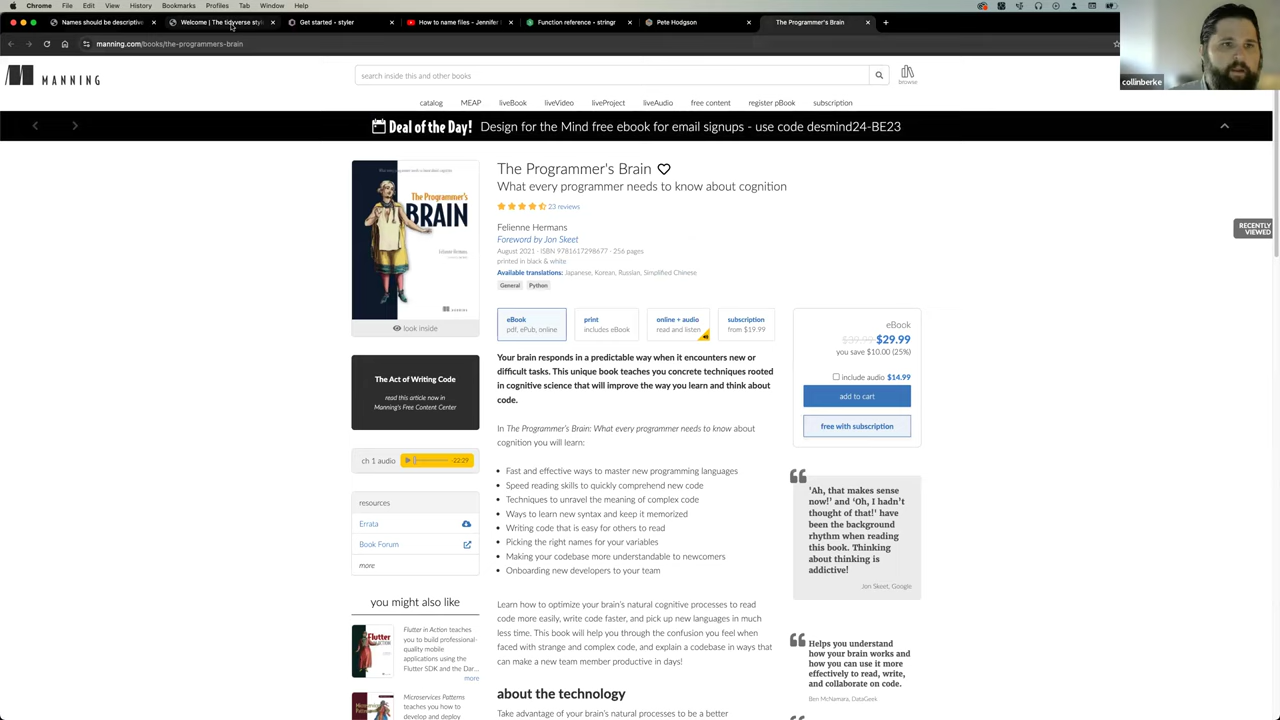 Chrome File Edit View History Bookmarks Profiles Tab Window Help
Names should be descriptive
Welcome | The tidyverse style
Get started - styler
How to name files - Jennifer
Function reference - stringr
Pete Hodgson
The Programmer's Brain
manning.com/books/the-programmers-brain
collinberke
MANNING
search inside this and other books
browse
catalog MEAP liveBook liveVideo liveProject liveAudio free content register pBook subscription
Deal of the Day! Design for the Mind free ebook for email signups - use code desmind24-BE23
RECENTLY
VIEWED
The Programmer's
BRAIN
look inside
The Act of Writing Code
read this article now in
Manning's Free Content Center
ch 1 audio -22:29
resources
Errata
Book Forum
more
you might also like
Flutter in Action teaches
you to build professional-
quality mobile
applications using the
Flutter SDK and the Dar...
more
Microservices Patterns
teaches you how to
develop and deploy
The Programmer's Brain
What every programmer needs to know about cognition
23 reviews
Felienne Hermans
Foreword by Jon Skeet
August 2021 · ISBN 9781617298677 · 256 pages
printed in black & white
Available translations: Japanese, Korean, Russian, Simplified Chinese
General Python
eBook
pdf, ePub, online
print
includes eBook
online + audio
read and listen
subscription
from $19.99
Your brain responds in a predictable way when it encounters new or
difficult tasks. This unique book teaches you concrete techniques rooted
in cognitive science that will improve the way you learn and think about
code.
In The Programmer's Brain: What every programmer needs to know about
cognition you will learn:
• Fast and effective ways to master new programming languages
• Speed reading skills to quickly comprehend new code
• Techniques to unravel the meaning of complex code
• Ways to learn new syntax and keep it memorized
• Writing code that is easy for others to read
• Picking the right names for your variables
• Making your codebase more understandable to newcomers
• Onboarding new developers to your team
Learn how to optimize your brain's natural cognitive processes to read
code more easily, write code faster, and pick up new languages in much
less time. This book will help you through the confusion you feel when
faced with strange and complex code, and explain a codebase in ways that
can make a new team member productive in days!
about the technology
Take advantage of your brain's natural processes to be a better
eBook
$39.99 $29.99
you save $10.00 (25%)
include audio $14.99
add to cart
free with subscription
'Ah, that makes sense
now!' and 'Oh, I hadn't
thought of that!' have
been the background
rhythm when reading
this book. Thinking
about thinking is
addictive!
Jon Skeet, Google
Helps you understand
how your brain works and
how you can use it more
effectively to read, write,
and collaborate on code.
Ben McNamara, DataGeek